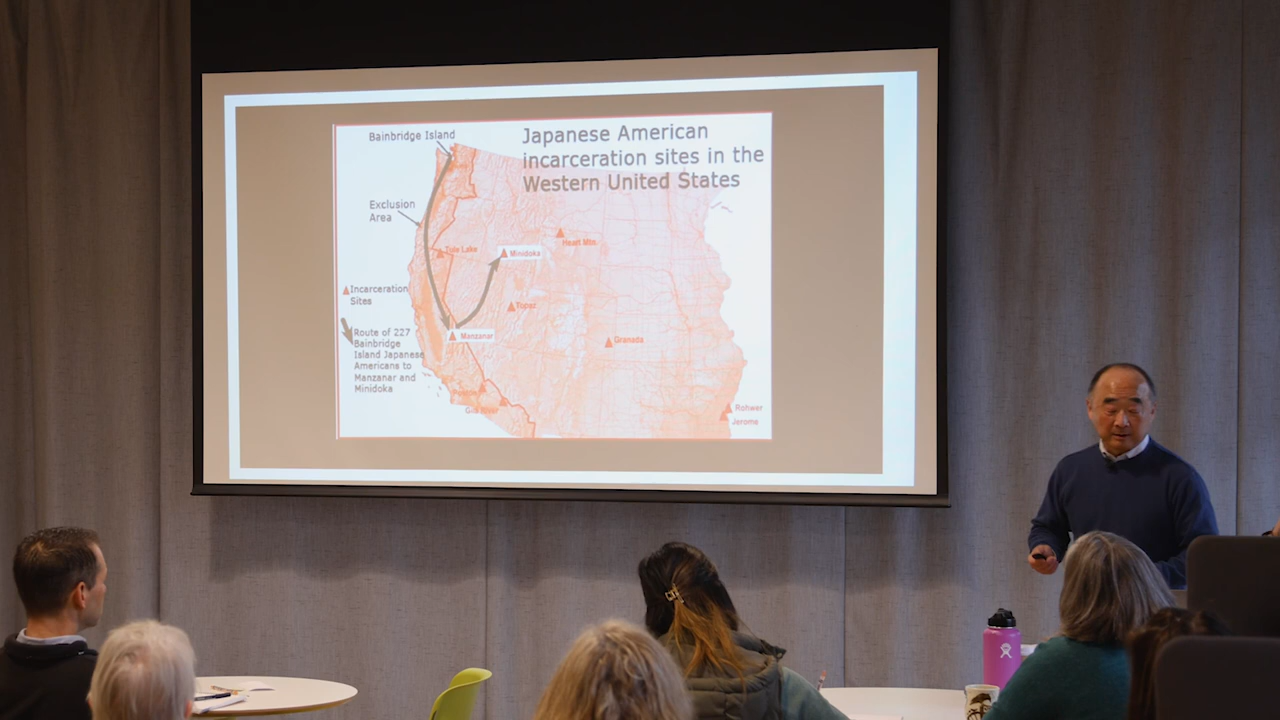 Bainbridge Island
Japanese American
incarceration sites in the
Western United States
Exclusion
Area
Tule Lake
Minidoka
Heart Mtn.
Incarceration
Sites
Topaz
Route of 227
Bainbridge
Island Japanese
Americans to
Manzanar and
Minidoka
Manzanar
Granada
Gila River
Rohwer
Jerome